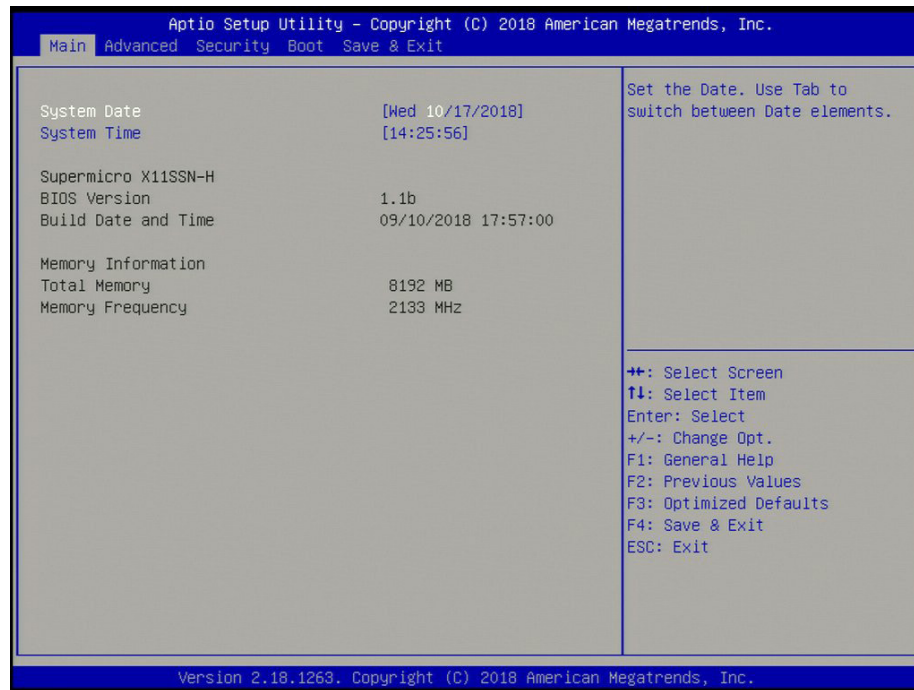 Aptio Setup Utility – Copyright (C) 2018 American Megatrends, Inc.
Main Advanced Security Boot Save & Exit
System Date [Wed 10/17/2018]
System Time [14:25:56]
Supermicro X11SSN-H
BIOS Version 1.1b
Build Date and Time 09/10/2018 17:57:00
Memory Information
Total Memory 8192 MB
Memory Frequency 2133 MHz
Set the Date. Use Tab to
switch between Date elements.
→←: Select Screen
↑↓: Select Item
Enter: Select
+/-: Change Opt.
F1: General Help
F2: Previous Values
F3: Optimized Defaults
F4: Save & Exit
ESC: Exit
Version 2.18.1263. Copyright (C) 2018 American Megatrends, Inc.